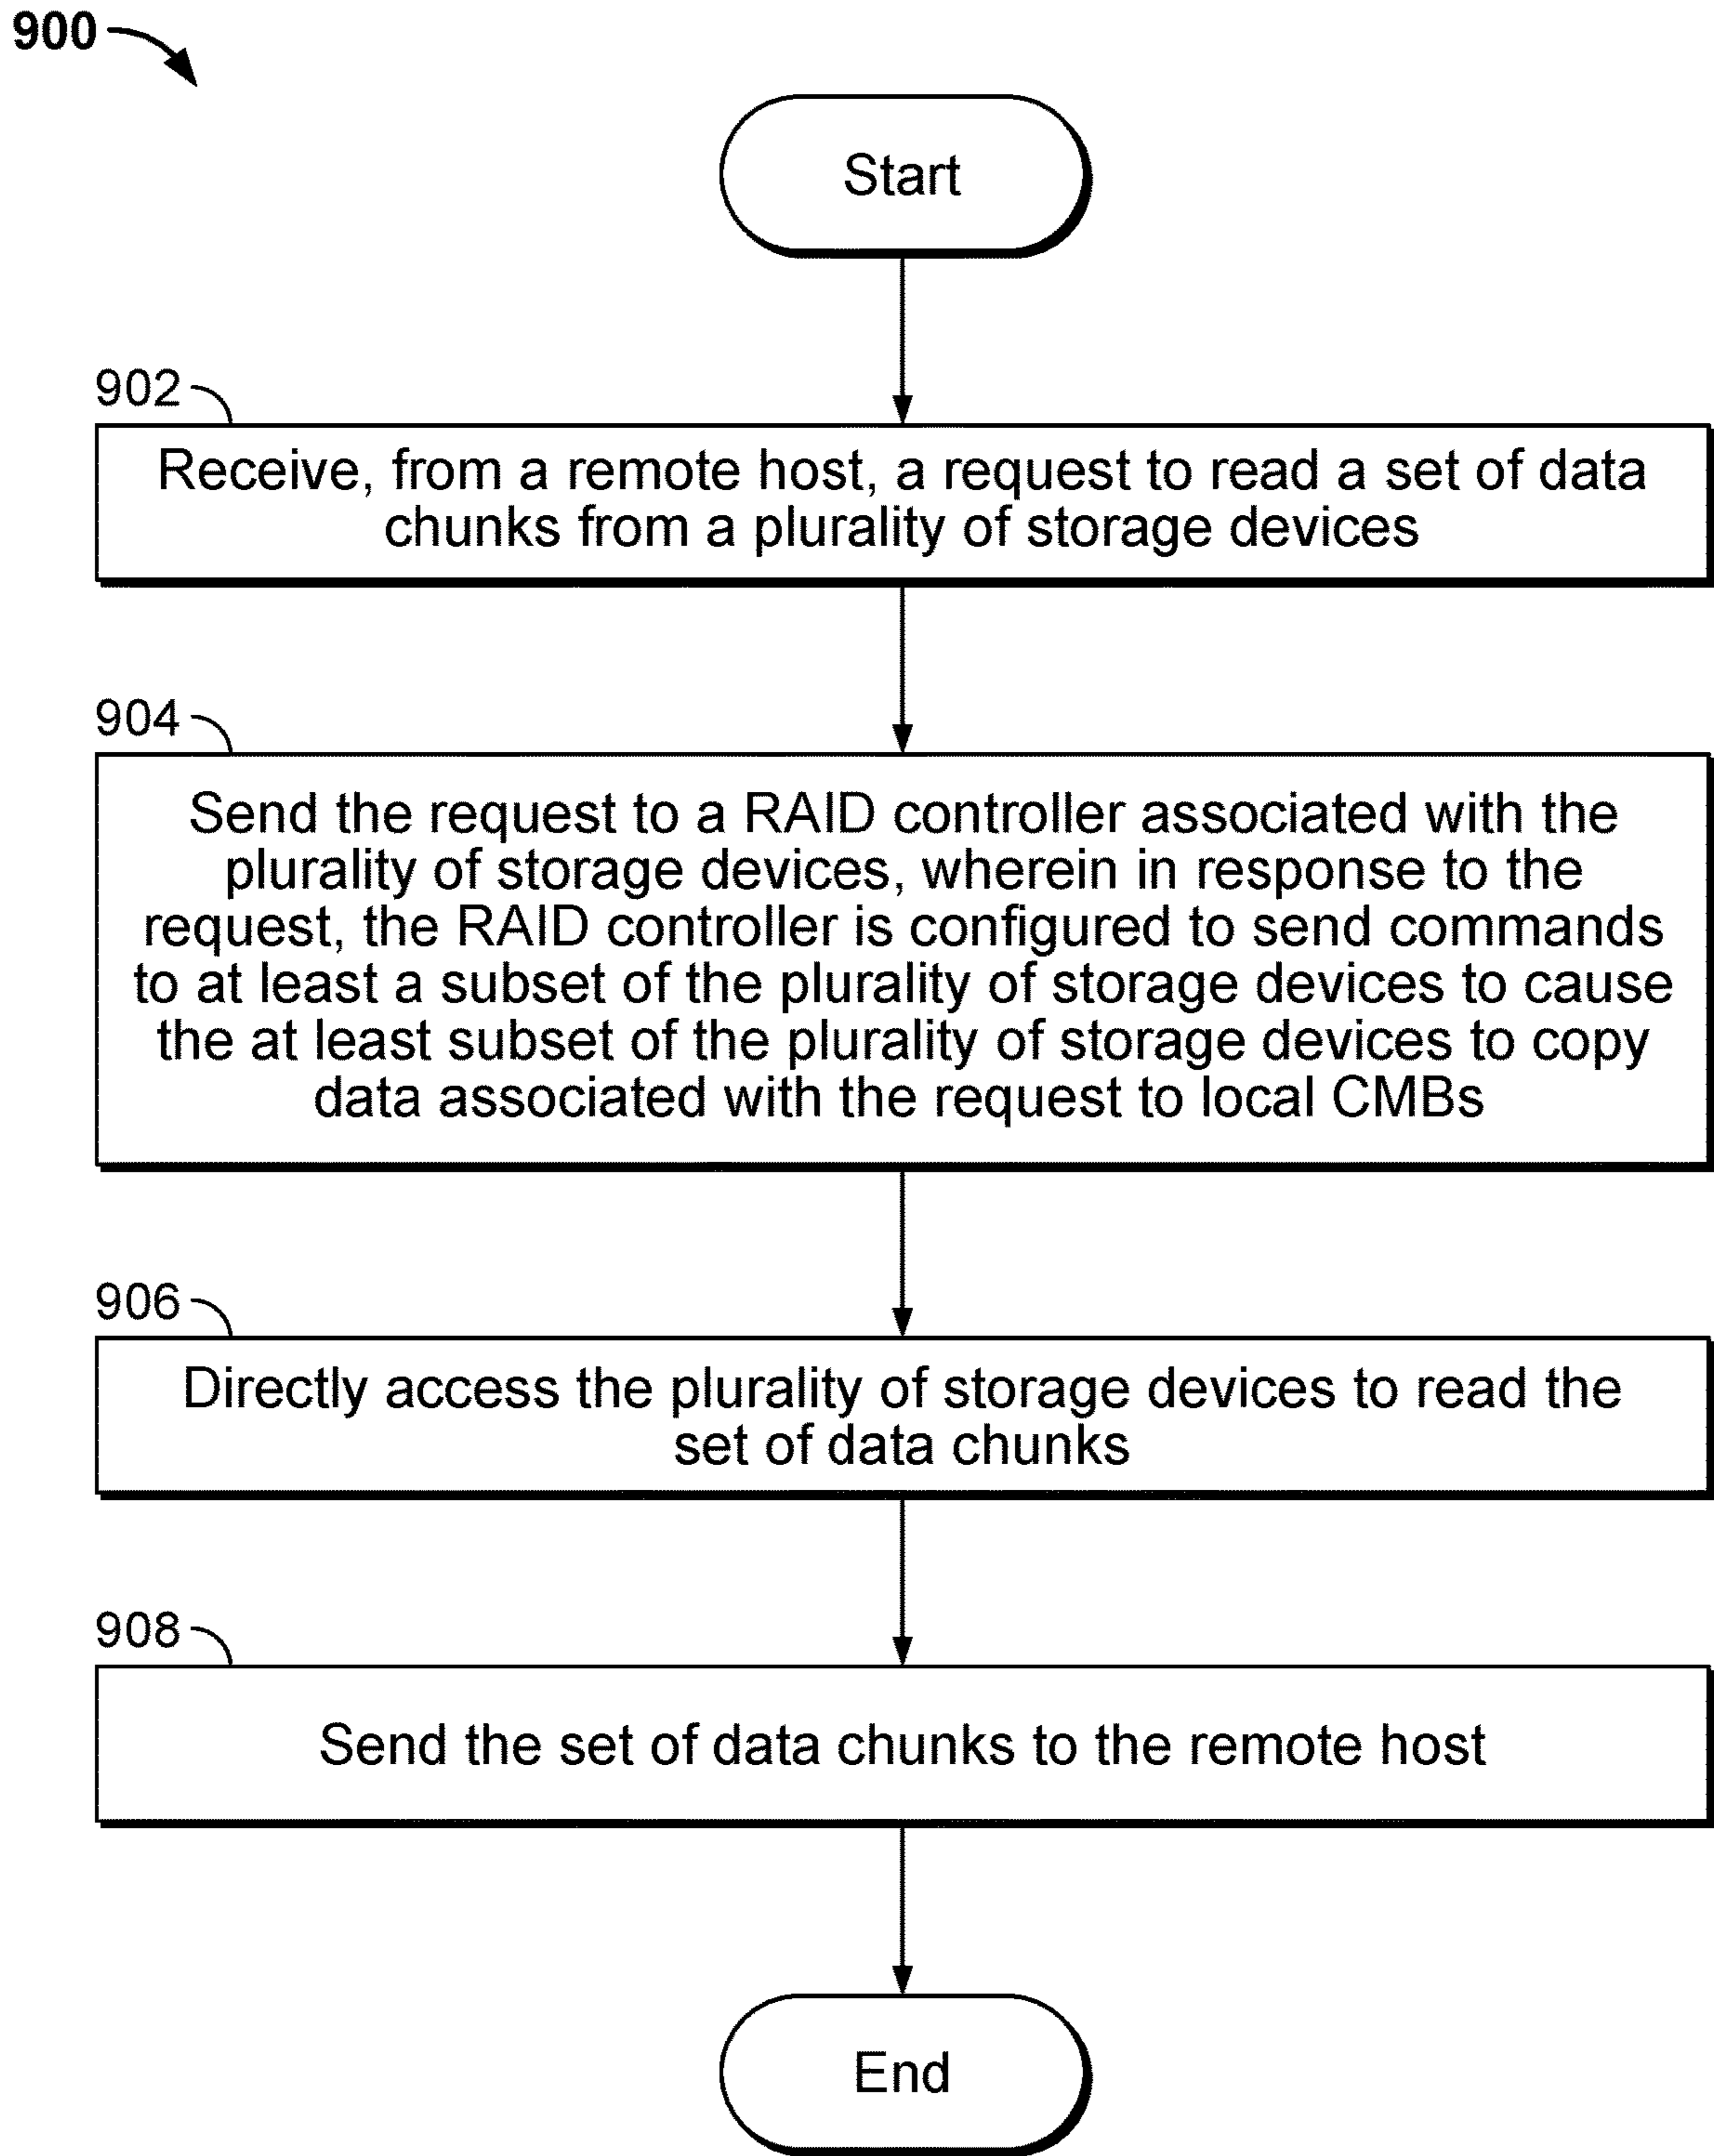 900
Start
902
Receive, from a remote host, a request to read a set of data
chunks from a plurality of storage devices
904
Send the request to a RAID controller associated with the
plurality of storage devices, wherein in response to the
request, the RAID controller is configured to send commands
to at least a subset of the plurality of storage devices to cause
the at least subset of the plurality of storage devices to copy
data associated with the request to local CMBs
906
Directly access the plurality of storage devices to read the
set of data chunks
908
Send the set of data chunks to the remote host
End